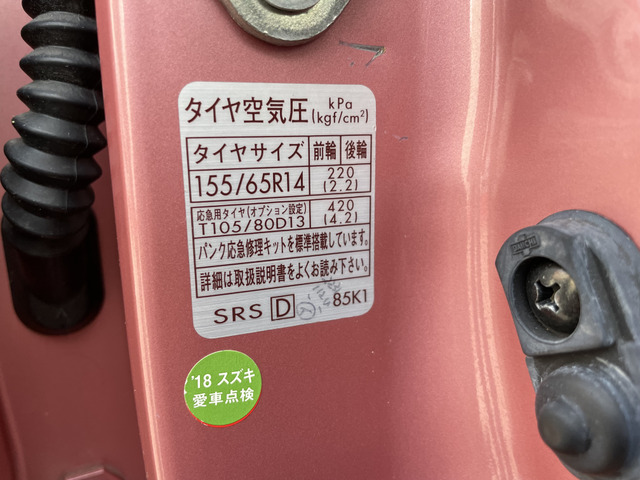 タイヤ空気圧 kPa (kgf/cm²)
タイヤサイズ 前輪 後輪
155/65R14 220 (2.2)
応急用タイヤ(オプション設定) 420
T105/80D13 (4.2)
パンク応急修理キットを標準搭載しています。
詳細は取扱説明書をよくお読み下さい。
SRS D 85K1
'18 スズキ
愛車点検